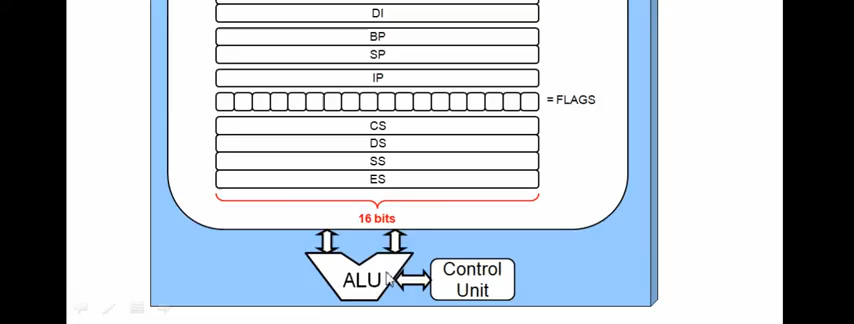 DI
BP
SP
IP
= FLAGS
CS
DS
SS
ES
16 bits
ALU
Control
Unit